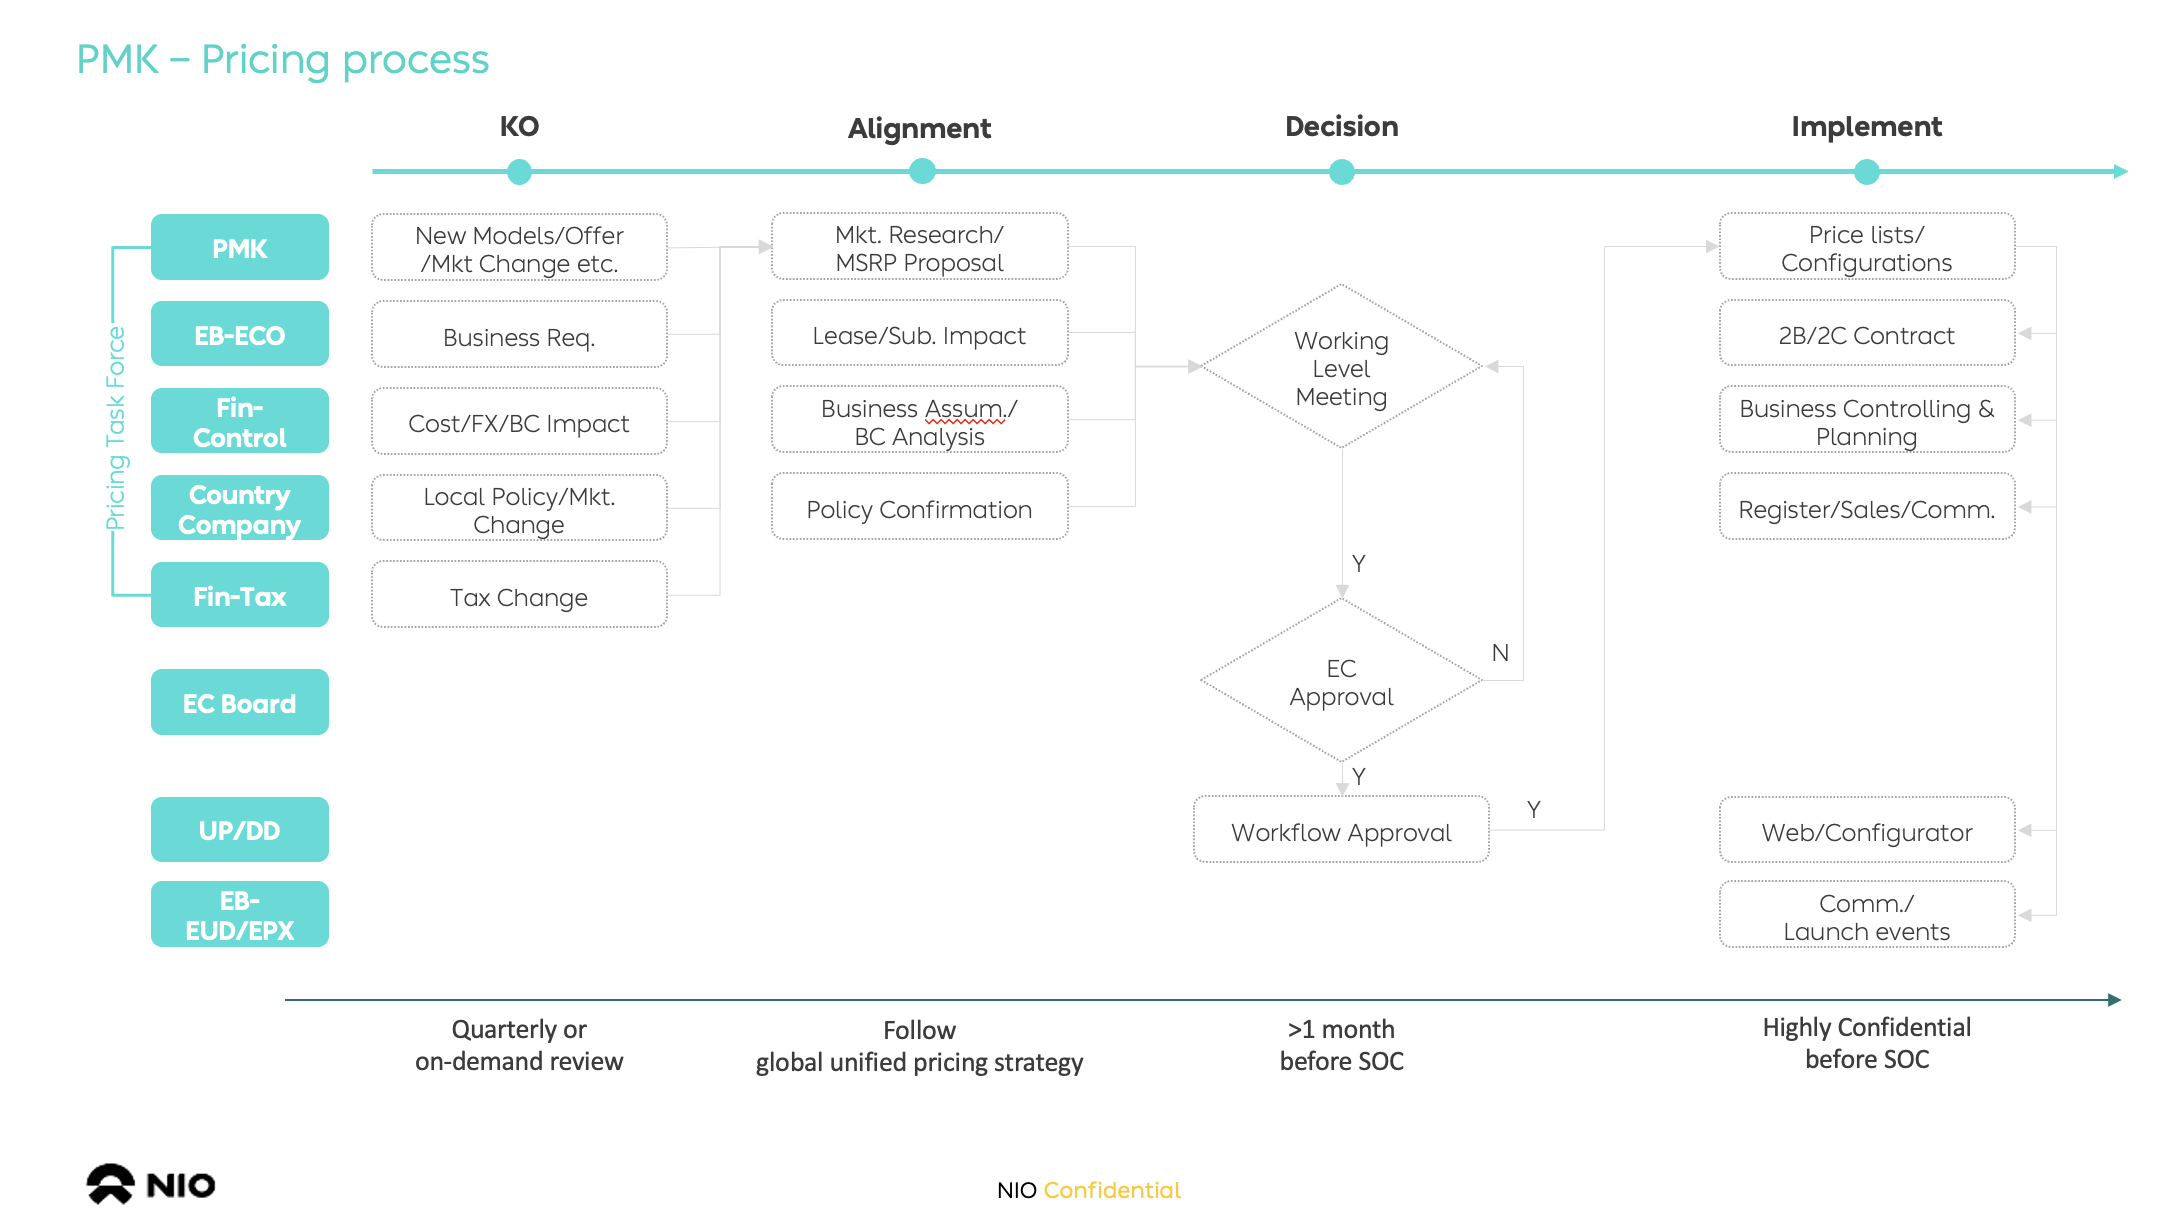 PMK – Pricing process
KO
Alignment
Decision
Implement
Pricing Task Force
PMK
New Models/Offer
/Mkt Change etc.
Mkt. Research/
MSRP Proposal
Price lists/
Configurations
EB-ECO
Business Req.
Lease/Sub. Impact
2B/2C Contract
Fin-
Control
Cost/FX/BC Impact
Business Assum./
BC Analysis
Business Controlling &
Planning
Country
Company
Local Policy/Mkt.
Change
Policy Confirmation
Register/Sales/Comm.
Fin-Tax
Tax Change
Working
Level
Meeting
Y
EC Board
EC
Approval
N
Y
UP/DD
Workflow Approval
Y
Web/Configurator
EB-
EUD/EPX
Comm./
Launch events
Quarterly or
on-demand review
Follow
global unified pricing strategy
>1 month
before SOC
Highly Confidential
before SOC
NIO
NIO Confidential